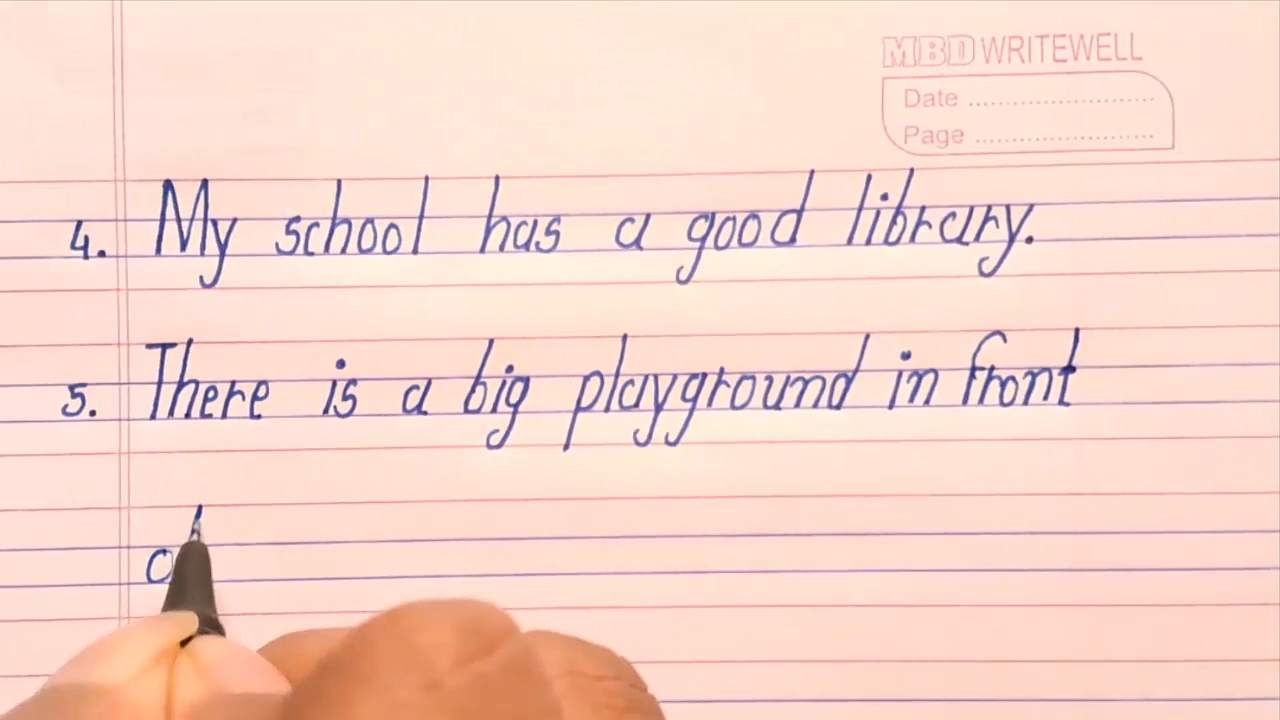 MBD WRITEWELL
Date ..............................
Page ..............................
4. My school has a good library.
5. There is a big playground in front